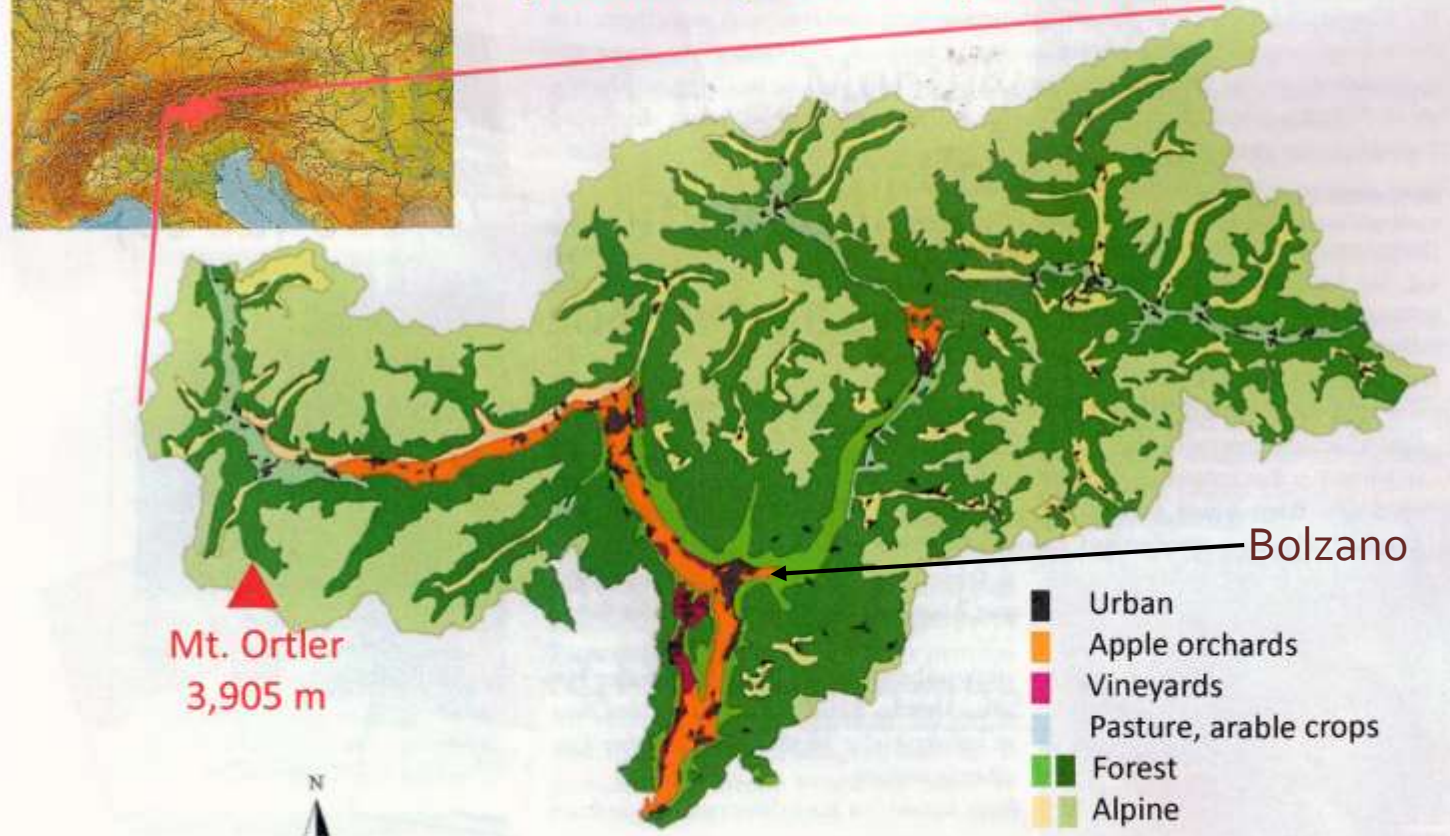 Bolzano
Mt. Ortler
3,905 m
Urban
Apple orchards
Vineyards
Pasture, arable crops
Forest
Alpine
N